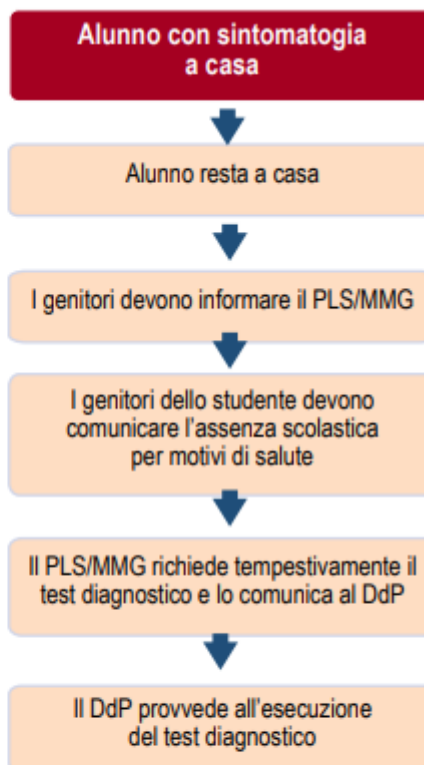 Alunno con sintomatogia
a casa
Alunno resta a casa
I genitori devono informare il PLS/MMG
I genitori dello studente devono
comunicare l'assenza scolastica
per motivi di salute
Il PLS/MMG richiede tempestivamente il
test diagnostico e lo comunica al DdP
Il DdP provvede all'esecuzione
del test diagnostico